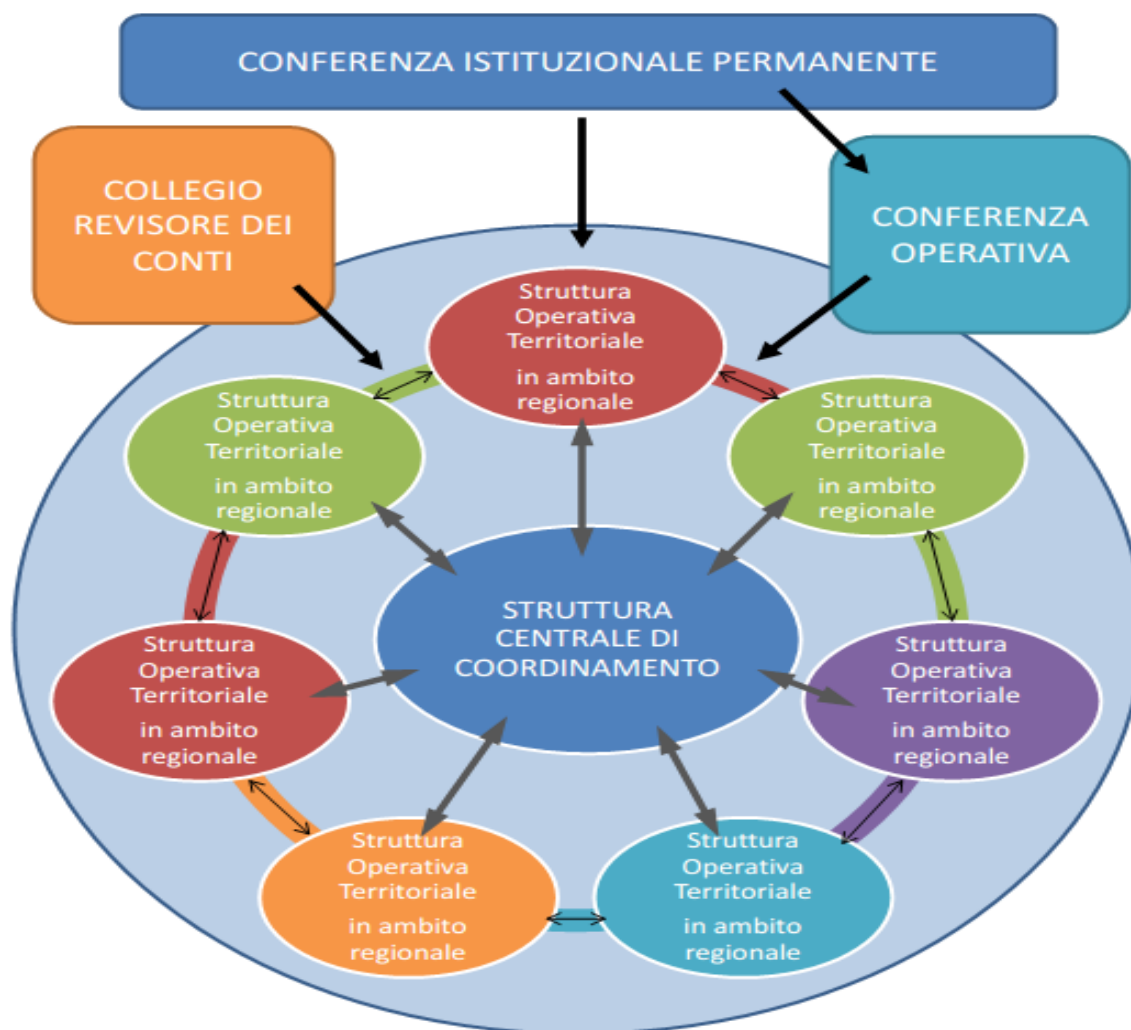 CONFERENZA ISTITUZIONALE PERMANENTE
COLLEGIO
REVISORE DEI
CONTI
CONFERENZA
OPERATIVA
Struttura
Operativa
Territoriale
in ambito
regionale
Struttura
Operativa
Territoriale
in ambito
regionale
Struttura
Operativa
Territoriale
in ambito
regionale
STRUTTURA
CENTRALE DI
COORDINAMENTO
Struttura
Operativa
Territoriale
in ambito
regionale
Struttura
Operativa
Territoriale
in ambito
regionale
Struttura
Operativa
Territoriale
in ambito
regionale
Struttura
Operativa
Territoriale
in ambito
regionale